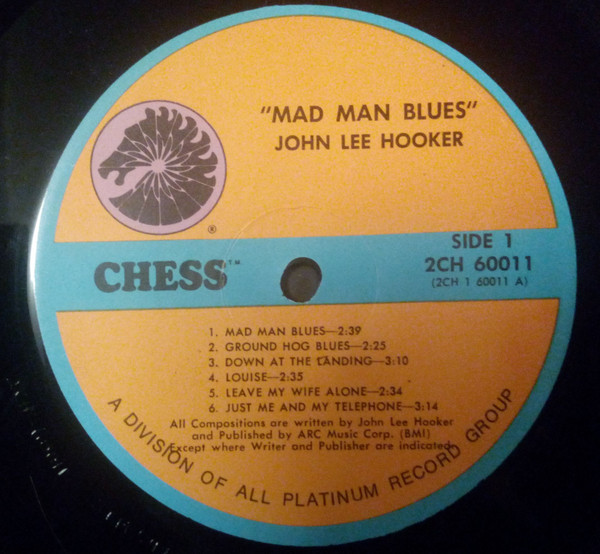 "MAD MAN BLUES"
JOHN LEE HOOKER
®
SIDE 1
CHESS™
2CH 60011
(2CH 1 60011 A)
1. MAD MAN BLUES—2:39
2. GROUND HOG BLUES—2:25
3. DOWN AT THE LANDING—3:10
4. LOUISE—2:35
5. LEAVE MY WIFE ALONE—2:34
6. JUST ME AND MY TELEPHONE—3:14
All Compositions are written by John Lee Hooker
and Published by ARC Music Corp. (BMI)
Except where Writer and Publisher are indicated.
A DIVISION OF ALL PLATINUM RECORD GROUP